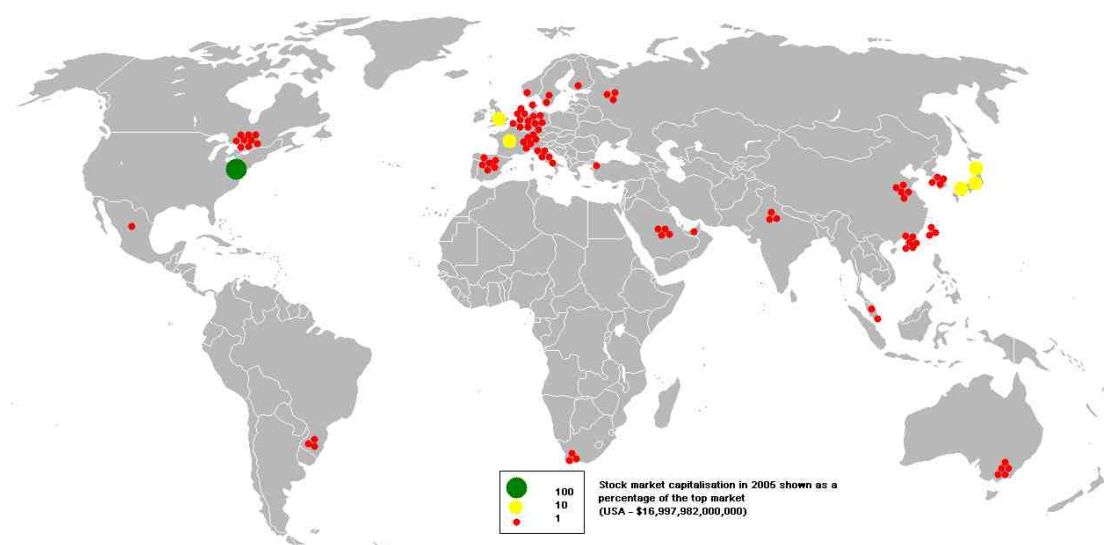 100
10
1
Stock market capitalisation in 2005 shown as a
percentage of the top market
(USA - $16,997,982,000,000)